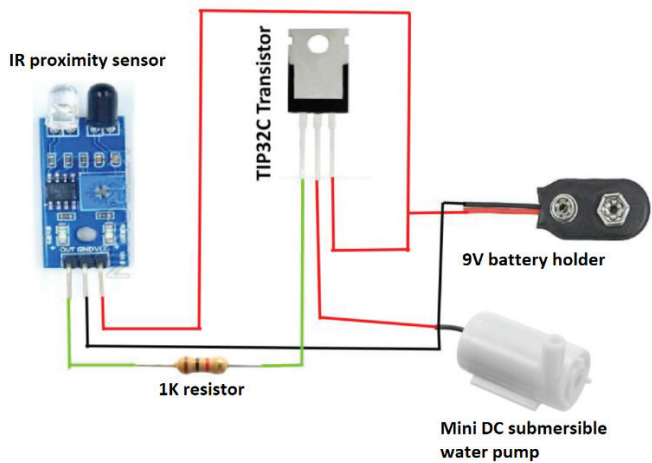 IR proximity sensor
TIP32C Transistor
OUT GND VCC
9V battery holder
1K resistor
Mini DC submersible
water pump